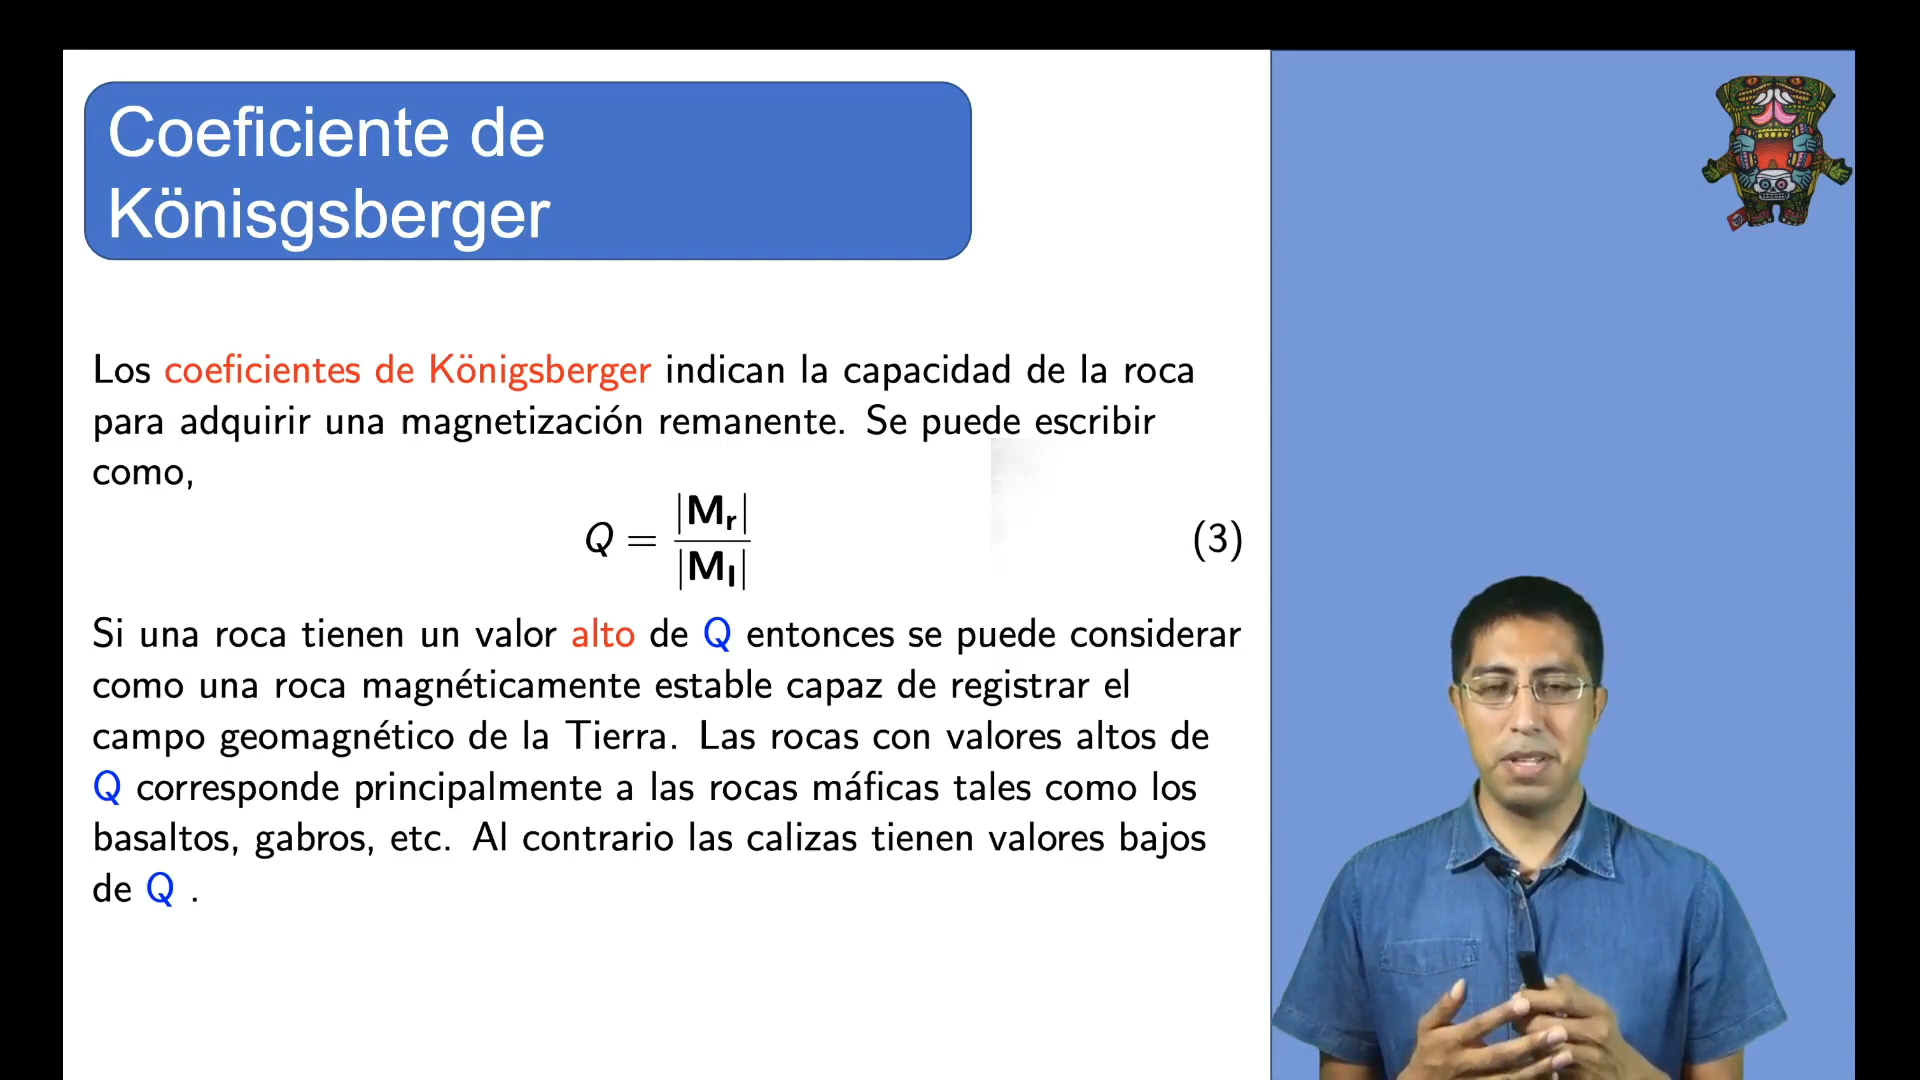 Coeficiente de
Könisgsberger
Los coeficientes de Königsberger indican la capacidad de la roca
para adquirir una magnetización remanente. Se puede escribir
como,
Q = |M_r| / |M_I| (3)
Si una roca tienen un valor alto de Q entonces se puede considerar
como una roca magnéticamente estable capaz de registrar el
campo geomagnético de la Tierra. Las rocas con valores altos de
Q corresponde principalmente a las rocas máficas tales como los
basaltos, gabros, etc. Al contrario las calizas tienen valores bajos
de Q .